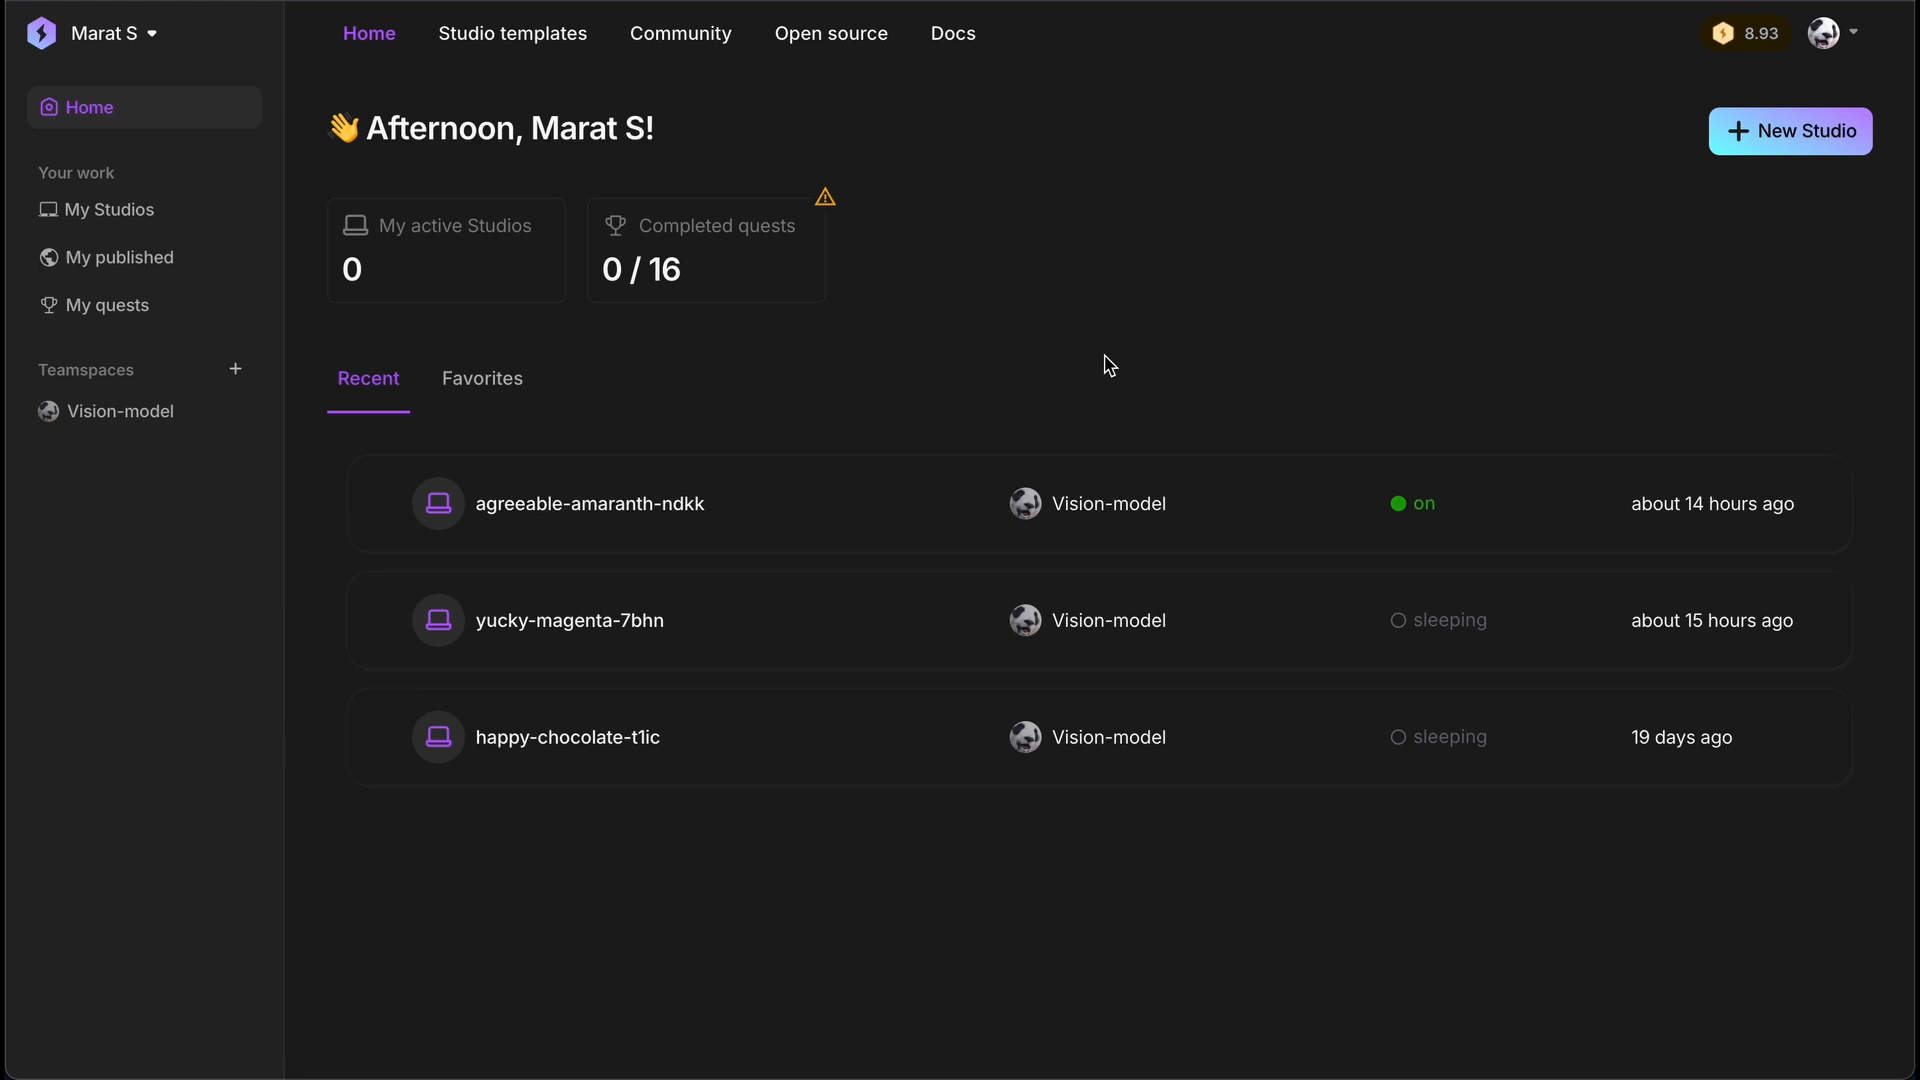 Marat S
Home
Studio templates
Community
Open source
Docs
8.93
Home
Your work
My Studios
My published
My quests
Teamspaces
Vision-model
👋 Afternoon, Marat S!
New Studio
My active Studios
0
Completed quests
0 / 16
Recent
Favorites
agreeable-amaranth-ndkk
Vision-model
on
about 14 hours ago
yucky-magenta-7bhn
Vision-model
sleeping
about 15 hours ago
happy-chocolate-t1ic
Vision-model
sleeping
19 days ago